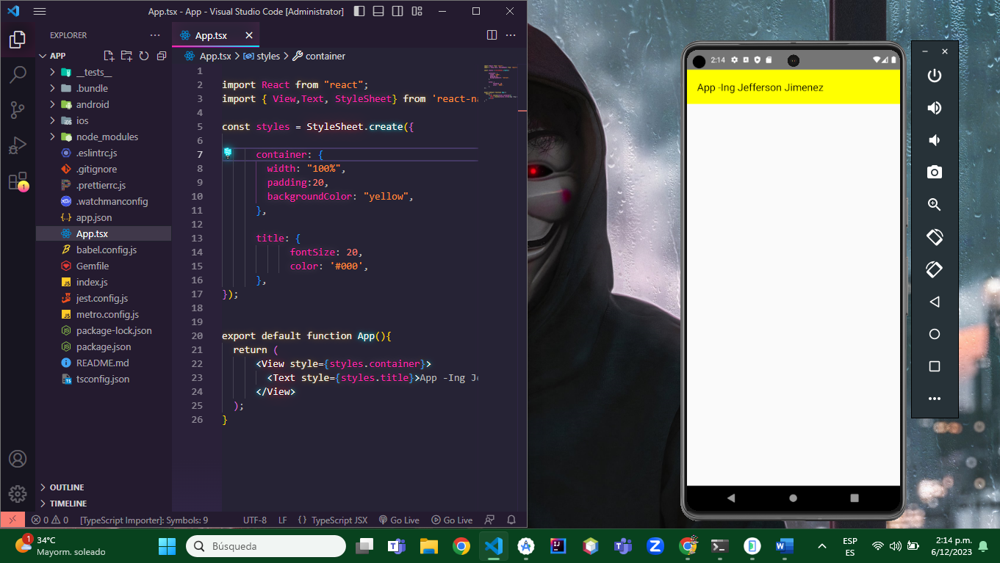 App.tsx - App - Visual Studio Code [Administrator]
EXPLORER
App.tsx
APP
App.tsx > styles > container
__tests__
.bundle
android
ios
node_modules
.eslintrc.js
.gitignore
.prettierrc.js
.watchmanconfig
app.json
App.tsx
babel.config.js
Gemfile
index.js
jest.config.js
metro.config.js
package-lock.json
package.json
README.md
tsconfig.json
OUTLINE
TIMELINE
1
2 import React from "react";
3 import { View,Text, StyleSheet} from 'react-na
4
5 const styles = StyleSheet.create({
6
7 container: {
8 width: "100%",
9 padding:20,
10 backgroundColor: "yellow",
11 },
12
13 title: {
14 fontSize: 20,
15 color: '#000',
16 },
17 });
18
19
20 export default function App(){
21 return (
22 <View style={styles.container}>
23 <Text style={styles.title}>App -Ing Je
24 </View>
25 );
26 }
1
0 0 [TypeScript Importer]: Symbols: 9 UTF-8 LF {} TypeScript JSX Go Live Go Live
2:14
App -Ing Jefferson Jimenez
1
34°C
Mayorm. soleado
Búsqueda
ESP
ES
2:14 p.m.
6/12/2023